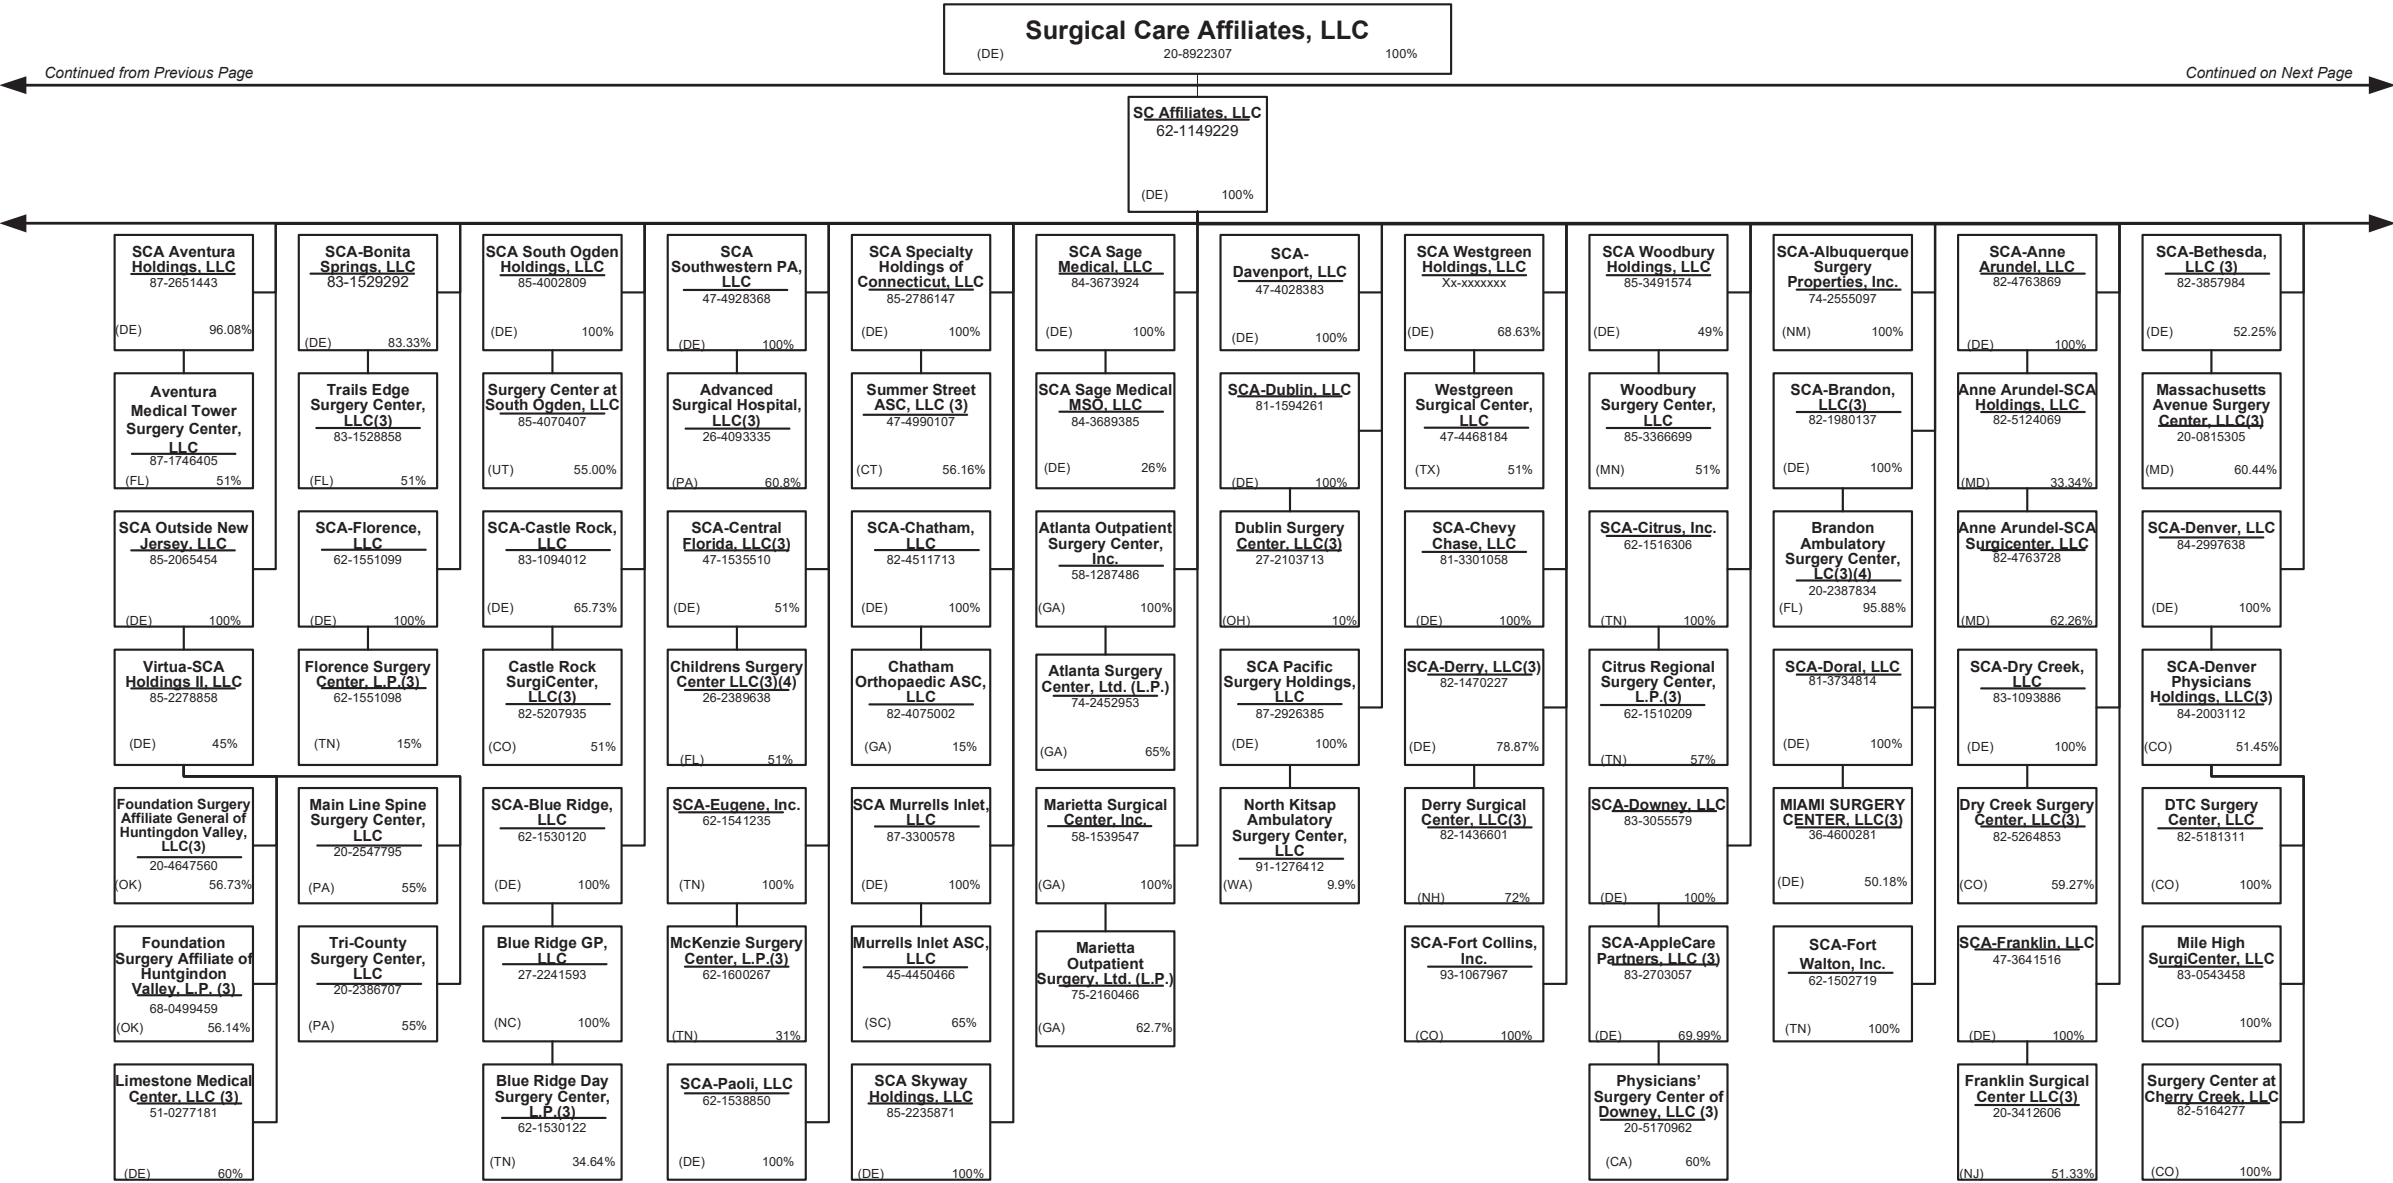 Surgical Care Affiliates, LLC
(DE) 20-8922307 100%
Continued from Previous Page
Continued on Next Page
SC Affiliates, LLC
62-1149229
(DE) 100%
SCA Aventura
Holdings, LLC
87-2651443
(DE) 96.08%
SCA-Bonita
Springs, LLC
83-1529292
(DE) 83.33%
SCA South Ogden
Holdings, LLC
85-4002809
(DE) 100%
SCA
Southwestern PA,
LLC
47-4928368
(DE) 100%
SCA Specialty
Holdings of
Connecticut, LLC
85-2786147
(DE) 100%
SCA Sage
Medical, LLC
84-3673924
(DE) 100%
SCA-
Davenport, LLC
47-4028383
(DE) 100%
SCA Westgreen
Holdings, LLC
Xx-xxxxxxx
(DE) 68.63%
SCA Woodbury
Holdings, LLC
85-3491574
(DE) 49%
SCA-Albuquerque
Surgery
Properties, Inc.
74-2555097
(NM) 100%
SCA-Anne
Arundel, LLC
82-4763869
(DE) 100%
SCA-Bethesda,
LLC (3)
82-3857984
(DE) 52.25%
Aventura
Medical Tower
Surgery Center,
LLC
87-1746405
(FL) 51%
Trails Edge
Surgery Center,
LLC(3)
83-1528858
(FL) 51%
Surgery Center at
South Ogden, LLC
85-4070407
(UT) 55.00%
Advanced
Surgical Hospital,
LLC(3)
26-4093335
(PA) 60.8%
Summer Street
ASC, LLC (3)
47-4990107
(CT) 56.16%
SCA Sage Medical
MSO, LLC
84-3689385
(DE) 26%
SCA-Dublin, LLC
81-1594261
(DE) 100%
Westgreen
Surgical Center,
LLC
47-4468184
(TX) 51%
Woodbury
Surgery Center,
LLC
85-3366699
(MN) 51%
SCA-Brandon,
LLC(3)
82-1980137
(DE) 100%
Anne Arundel-SCA
Holdings, LLC
82-5124069
(MD) 33.34%
Massachusetts
Avenue Surgery
Center, LLC(3)
20-0815305
(MD) 60.44%
SCA Outside New
Jersey, LLC
85-2065454
(DE) 100%
SCA-Florence,
LLC
62-1551099
(DE) 100%
SCA-Castle Rock,
LLC
83-1094012
(DE) 65.73%
SCA-Central
Florida, LLC(3)
47-1535510
(DE) 51%
SCA-Chatham,
LLC
82-4511713
(DE) 100%
Atlanta Outpatient
Surgery Center,
Inc.
58-1287486
(GA) 100%
Dublin Surgery
Center, LLC(3)
27-2103713
(OH) 10%
SCA-Chevy
Chase, LLC
81-3301058
(DE) 100%
SCA-Citrus, Inc.
62-1516306
(TN) 100%
Brandon
Ambulatory
Surgery Center,
LC(3)(4)
20-2387834
(FL) 95.88%
Anne Arundel-SCA
Surgicenter, LLC
82-4763728
(MD) 62.26%
SCA-Denver, LLC
84-2997638
(DE) 100%
Virtua-SCA
Holdings II, LLC
85-2278858
(DE) 45%
Florence Surgery
Center, L.P.(3)
62-1551098
(TN) 15%
Castle Rock
SurgiCenter,
LLC(3)
82-5207935
(CO) 51%
Childrens Surgery
Center LLC(3)(4)
26-2389638
(FL) 51%
Chatham
Orthopaedic ASC,
LLC
82-4075002
(GA) 15%
Atlanta Surgery
Center, Ltd. (L.P.)
74-2452953
(GA) 65%
SCA Pacific
Surgery Holdings,
LLC
87-2926385
(DE) 100%
SCA-Derry, LLC(3)
82-1470227
(DE) 78.87%
Citrus Regional
Surgery Center,
L.P.(3)
62-1510209
(TN) 57%
SCA-Doral, LLC
81-3734814
(DE) 100%
SCA-Dry Creek,
LLC
83-1093886
(DE) 100%
SCA-Denver
Physicians
Holdings, LLC(3)
84-2003112
(CO) 51.45%
Foundation Surgery
Affiliate General of
Huntingdon Valley,
LLC(3)
20-4647560
(OK) 56.73%
Main Line Spine
Surgery Center,
LLC
20-2547795
(PA) 55%
SCA-Blue Ridge,
LLC
62-1530120
(DE) 100%
SCA-Eugene, Inc.
62-1541235
(TN) 100%
SCA Murrells Inlet,
LLC
87-3300578
(DE) 100%
Marietta Surgical
Center, Inc.
58-1539547
(GA) 100%
North Kitsap
Ambulatory
Surgery Center,
LLC
91-1276412
(WA) 9.9%
Derry Surgical
Center, LLC(3)
82-1436601
(NH) 72%
SCA-Downey, LLC
83-3055579
(DE) 100%
MIAMI SURGERY
CENTER, LLC(3)
36-4600281
(DE) 50.18%
Dry Creek Surgery
Center, LLC(3)
82-5264853
(CO) 59.27%
DTC Surgery
Center, LLC
82-5181311
(CO) 100%
Foundation
Surgery Affiliate of
Huntgindon
Valley, L.P. (3)
68-0499459
(OK) 56.14%
Tri-County
Surgery Center,
LLC
20-2386707
(PA) 55%
Blue Ridge GP,
LLC
27-2241593
(NC) 100%
McKenzie Surgery
Center, L.P.(3)
62-1600267
(TN) 31%
Murrells Inlet ASC,
LLC
45-4450466
(SC) 65%
Marietta
Outpatient
Surgery, Ltd. (L.P.)
75-2160466
(GA) 62.7%
SCA-Fort Collins,
Inc.
93-1067967
(CO) 100%
SCA-AppleCare
Partners, LLC (3)
83-2703057
(DE) 69.99%
SCA-Fort
Walton, Inc.
62-1502719
(TN) 100%
SCA-Franklin, LLC
47-3641516
(DE) 100%
Mile High
SurgiCenter, LLC
83-0543458
(CO) 100%
Limestone Medical
Center, LLC (3)
51-0277181
(DE) 60%
Blue Ridge Day
Surgery Center,
L.P.(3)
62-1530122
(TN) 34.64%
SCA-Paoli, LLC
62-1538850
(DE) 100%
SCA Skyway
Holdings, LLC
85-2235871
(DE) 100%
Physicians’
Surgery Center of
Downey, LLC (3)
20-5170962
(CA) 60%
Franklin Surgical
Center LLC(3)
20-3412606
(NJ) 51.33%
Surgery Center at
Cherry Creek, LLC
82-5164277
(CO) 100%